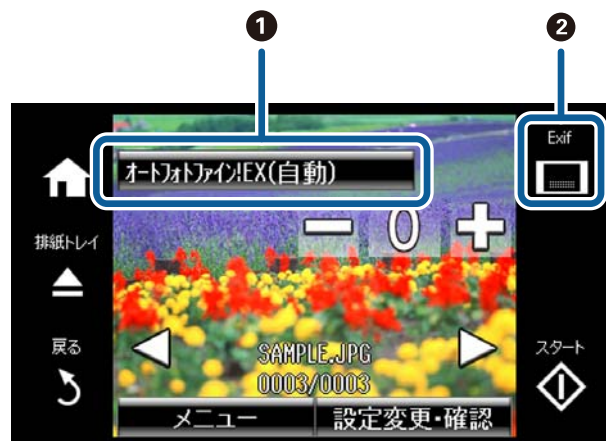 ❶
❷
Exif
オートフォトファイン!EX(自動)
排紙トレイ
－ 0 ＋
戻る
スタート
SAMPLE.JPG
0003/0003
メニュー
設定変更・確認